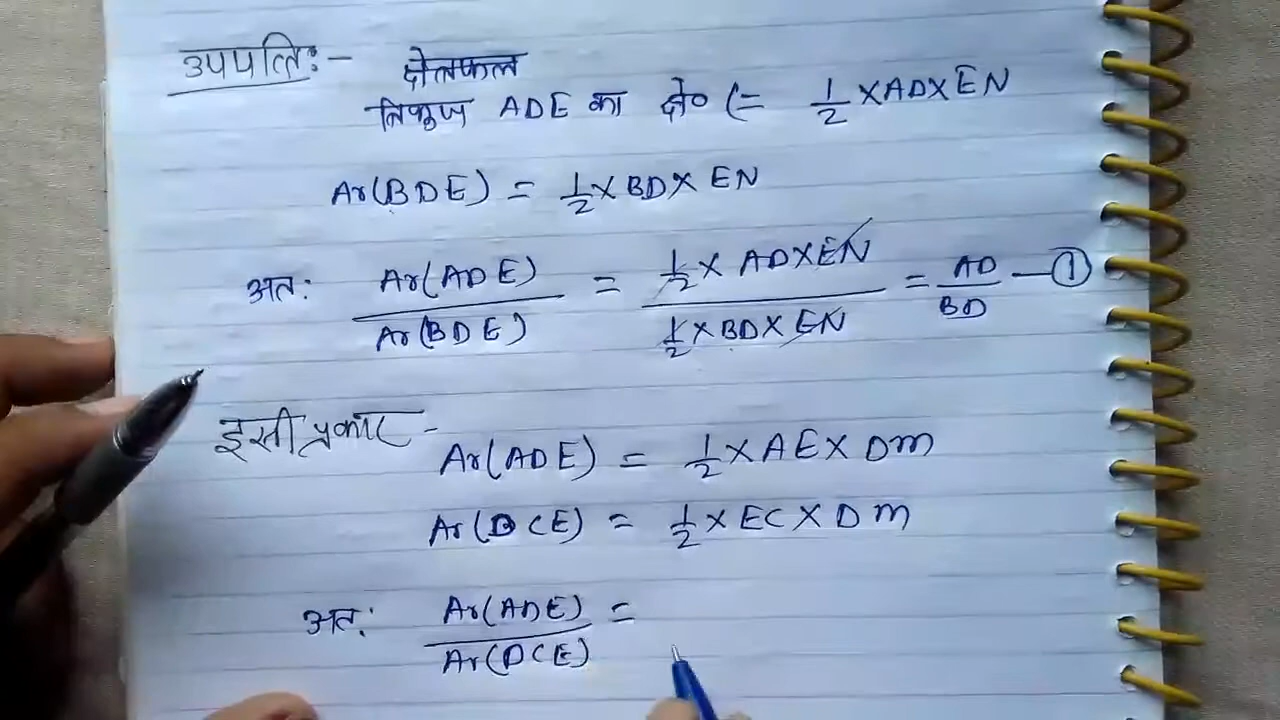 उपपत्ति:-
क्षेत्रफल
त्रिभुज ADE का क्षे० (= 1/2 × AD × EN
Ar(BDE) = 1/2 × BD × EN
अत: Ar(ADE)/Ar(BDE) = 1/2 × AD × EN / 1/2 × BD × EN = AD/BD — ①
इसी प्रकार -
Ar(ADE) = 1/2 × AE × DM
Ar(DCE) = 1/2 × EC × DM
अत: Ar(ADE)/Ar(DCE) =